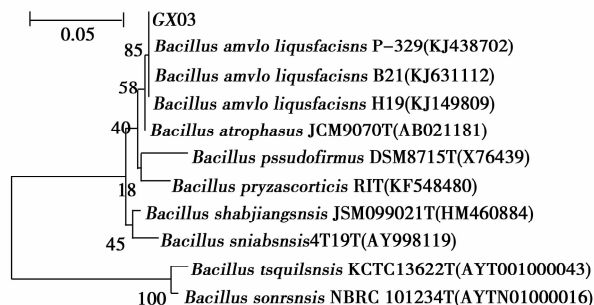 GX03
0.05
85
Bacillus amvlo liqusfacisns P-329(KJ438702)
Bacillus amvlo liqusfacisns B21(KJ631112)
58
Bacillus amvlo liqusfacisns H19(KJ149809)
40
Bacillus atrophasus JCM9070T(AB021181)
Bacillus pssudofirmus DSM8715T(X76439)
18
Bacillus pryzascorticis RIT(KF548480)
Bacillus shabjiangsnsis JSM099021T(HM460884)
45
Bacillus sniabsnsis4T19T(AY998119)
Bacillus tsquilsnsis KCTC13622T(AYT001000043)
100
Bacillus sonrsnsis NBRC 101234T(AYTN01000016)